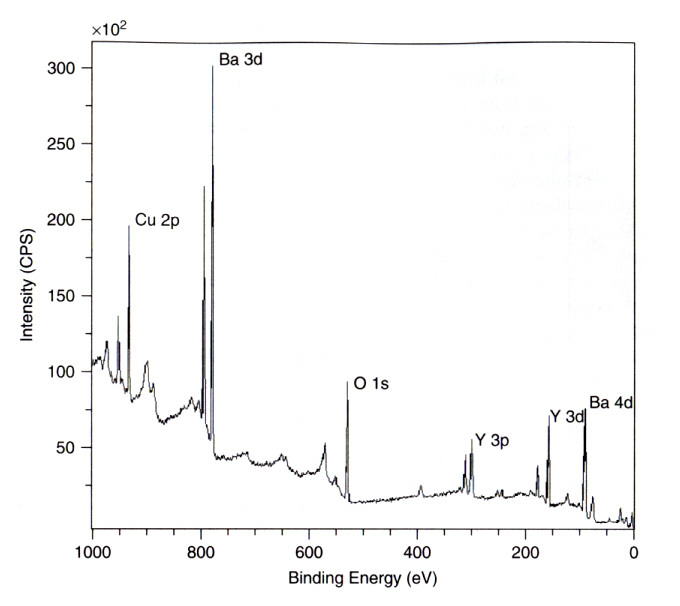 ×10²
300
250
200
150
100
50
Intensity (CPS)
Ba 3d
Cu 2p
O 1s
Y 3p
Y 3d
Ba 4d
1000
800
600
400
200
0
Binding Energy (eV)